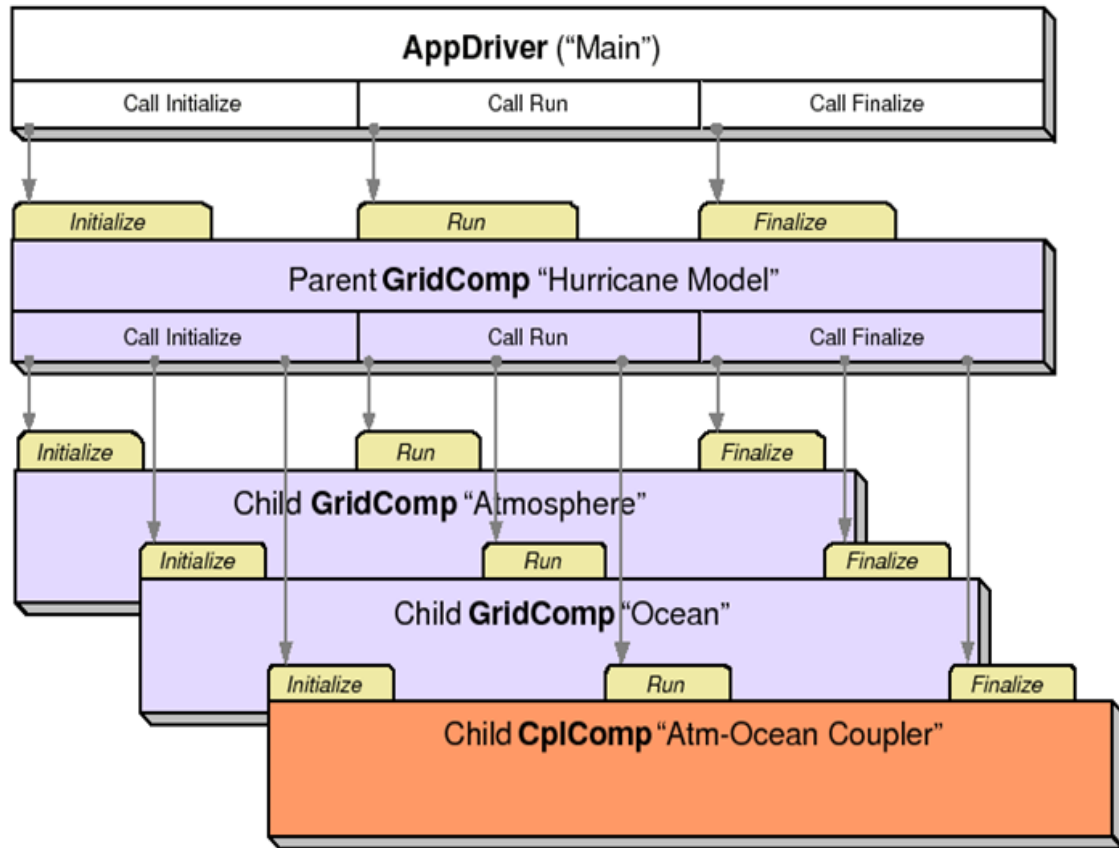 AppDriver (“Main”)
Call Initialize Call Run Call Finalize
Initialize Run Finalize
Parent GridComp “Hurricane Model”
Call Initialize Call Run Call Finalize
Initialize Run Finalize
Child GridComp “Atmosphere”
Initialize Run Finalize
Child GridComp “Ocean”
Initialize Run Finalize
Child CplComp “Atm-Ocean Coupler”